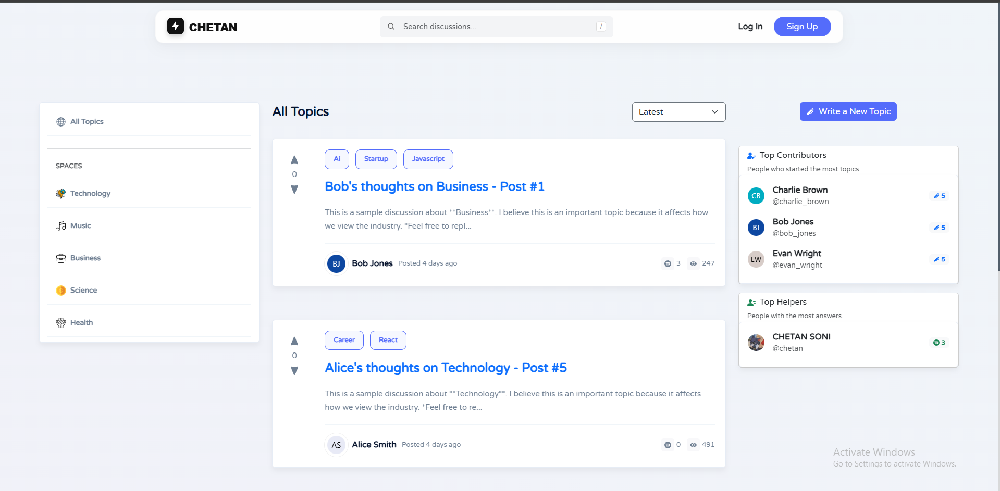 CHETAN
Search discussions...
/
Log In
Sign Up
All Topics
SPACES
Technology
Music
Business
Science
Health
All Topics
Latest
Ai
Startup
Javascript
0
Bob's thoughts on Business - Post #1
This is a sample discussion about **Business**. I believe this is an important topic because it affects how
we view the industry. *Feel free to repl...
BJ
Bob Jones
Posted 4 days ago
3
247
Career
React
0
Alice's thoughts on Technology - Post #5
This is a sample discussion about **Technology**. I believe this is an important topic because it affects
how we view the industry. *Feel free to re...
AS
Alice Smith
Posted 4 days ago
0
491
Write a New Topic
Top Contributors
People who started the most topics.
CB
Charlie Brown
@charlie_brown
5
BJ
Bob Jones
@bob_jones
5
EW
Evan Wright
@evan_wright
5
Top Helpers
People with the most answers.
CHETAN SONI
@chetan
3
Activate Windows
Go to Settings to activate Windows.